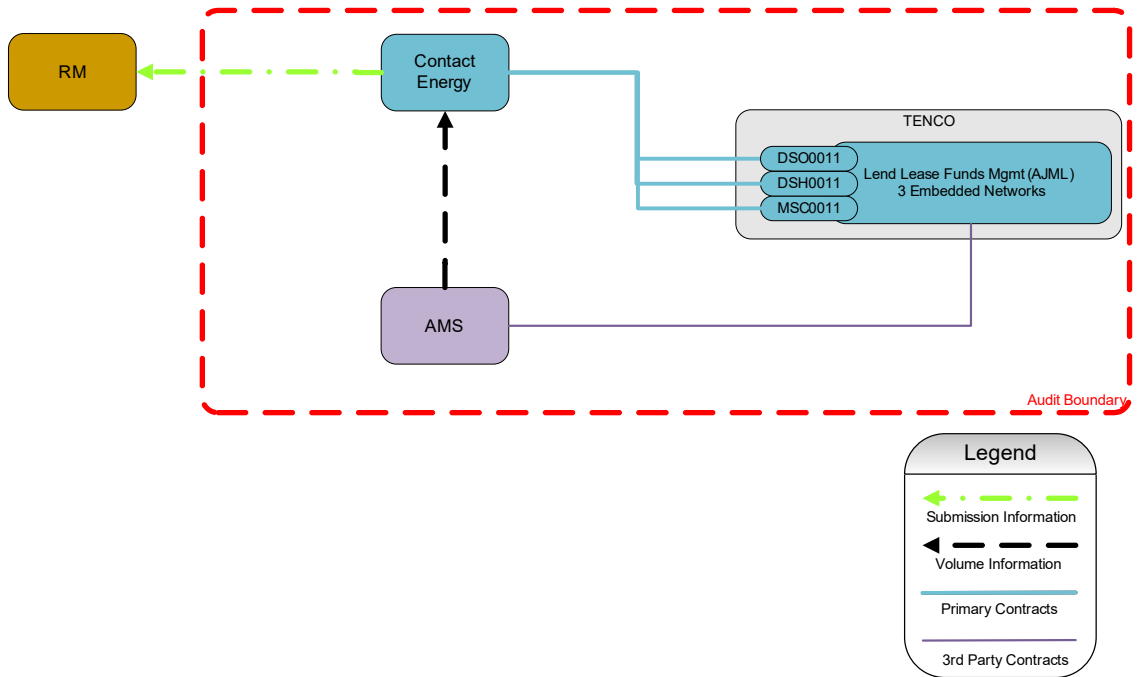 RM
Contact
Energy
TENCO
DSO0011
DSH0011
MSC0011
Lend Lease Funds Mgmt (AJML)
3 Embedded Networks
AMS
Audit Boundary
Legend
Submission Information
Volume Information
Primary Contracts
3rd Party Contracts